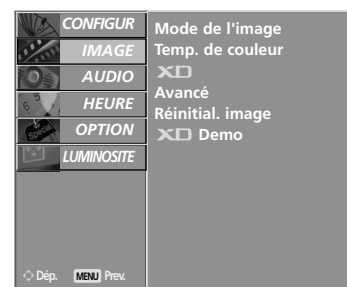 CONFIGUR
IMAGE
AUDIO
HEURE
OPTION
LUMINOSITE
Mode de l'image
Temp. de couleur
XD
Avancé
Réinitial. image
XD Demo
Dép. MENU Prev.